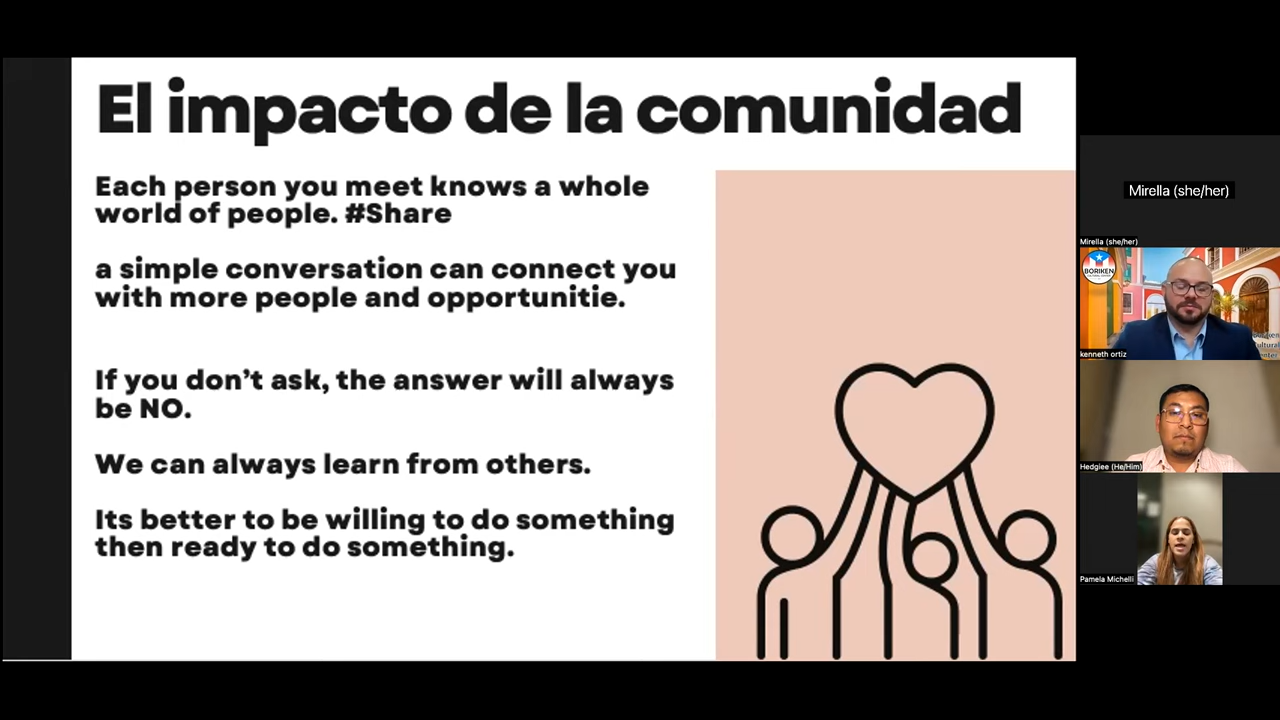 El impacto de la comunidad
Each person you meet knows a whole
world of people. #Share
a simple conversation can connect you
with more people and opportunitie.
If you don't ask, the answer will always
be NO.
We can always learn from others.
Its better to be willing to do something
then ready to do something.
Mirella (she/her)
Mirella (she/her)
BORIKEN
kenneth ortiz
Hedgiee (He/Him)
Pamela Michelli